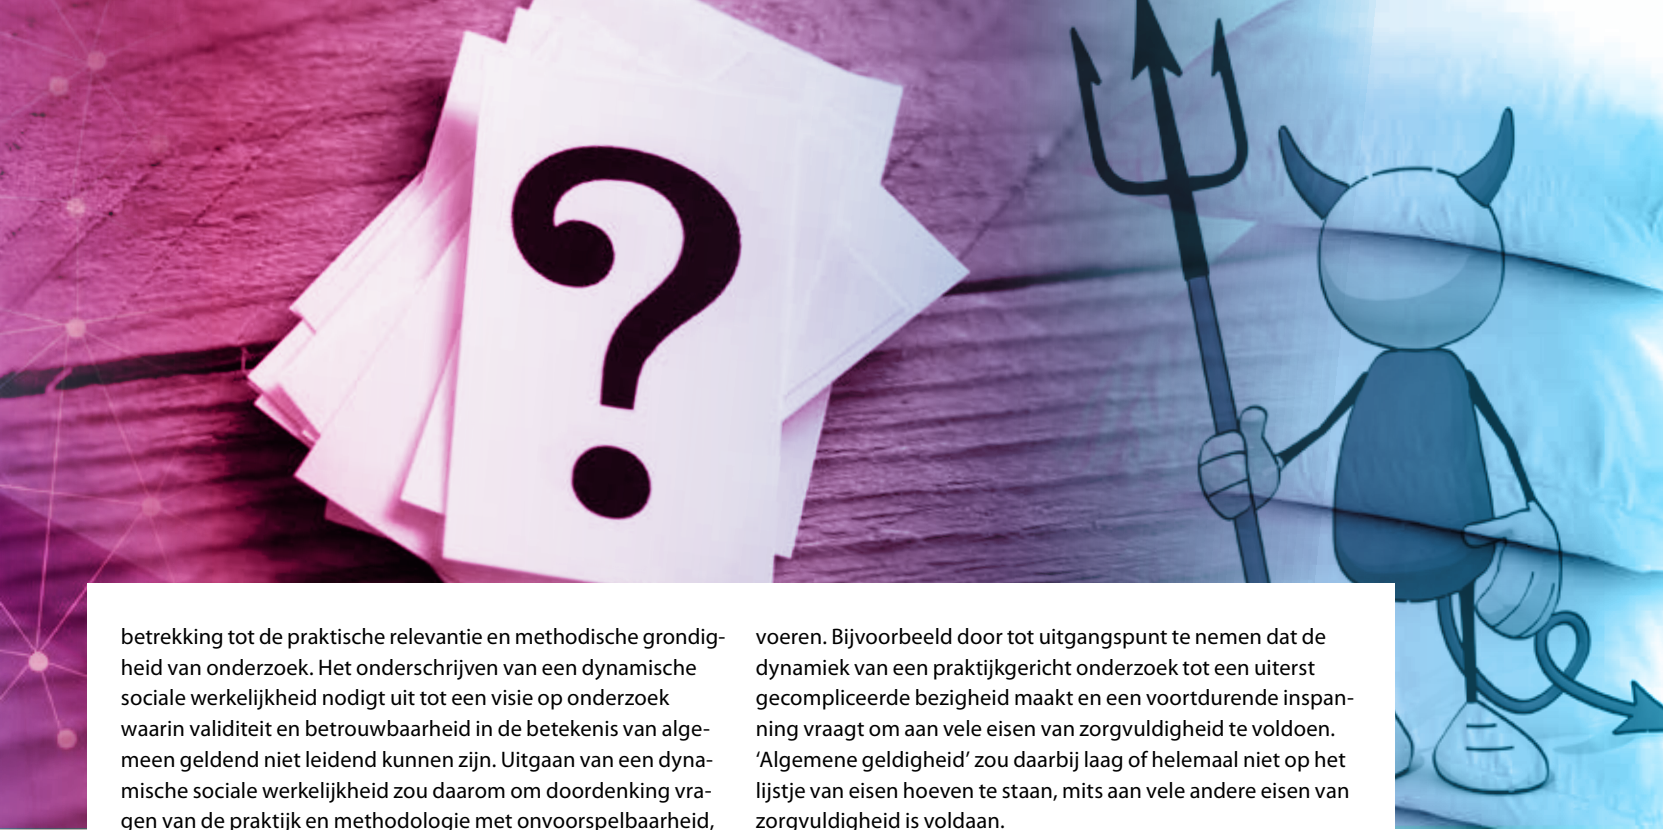 ?
betrekking tot de praktische relevantie en methodische grondig-
heid van onderzoek. Het onderschrijven van een dynamische
sociale werkelijkheid nodigt uit tot een visie op onderzoek
waarin validiteit en betrouwbaarheid in de betekenis van alge-
meen geldend niet leidend kunnen zijn. Uitgaan van een dyna-
mische sociale werkelijkheid zou daarom om doordenking vra-
gen van de praktijk en methodologie met onvoorspelbaarheid,
voeren. Bijvoorbeeld door tot uitgangspunt te nemen dat de
dynamiek van een praktijkgericht onderzoek tot een uiterst
gecompliceerde bezigheid maakt en een voortdurende inspan-
ning vraagt om aan vele eisen van zorgvuldigheid te voldoen.
‘Algemene geldigheid’ zou daarbij laag of helemaal niet op het
lijstje van eisen hoeven te staan, mits aan vele andere eisen van
zorgvuldigheid is voldaan.